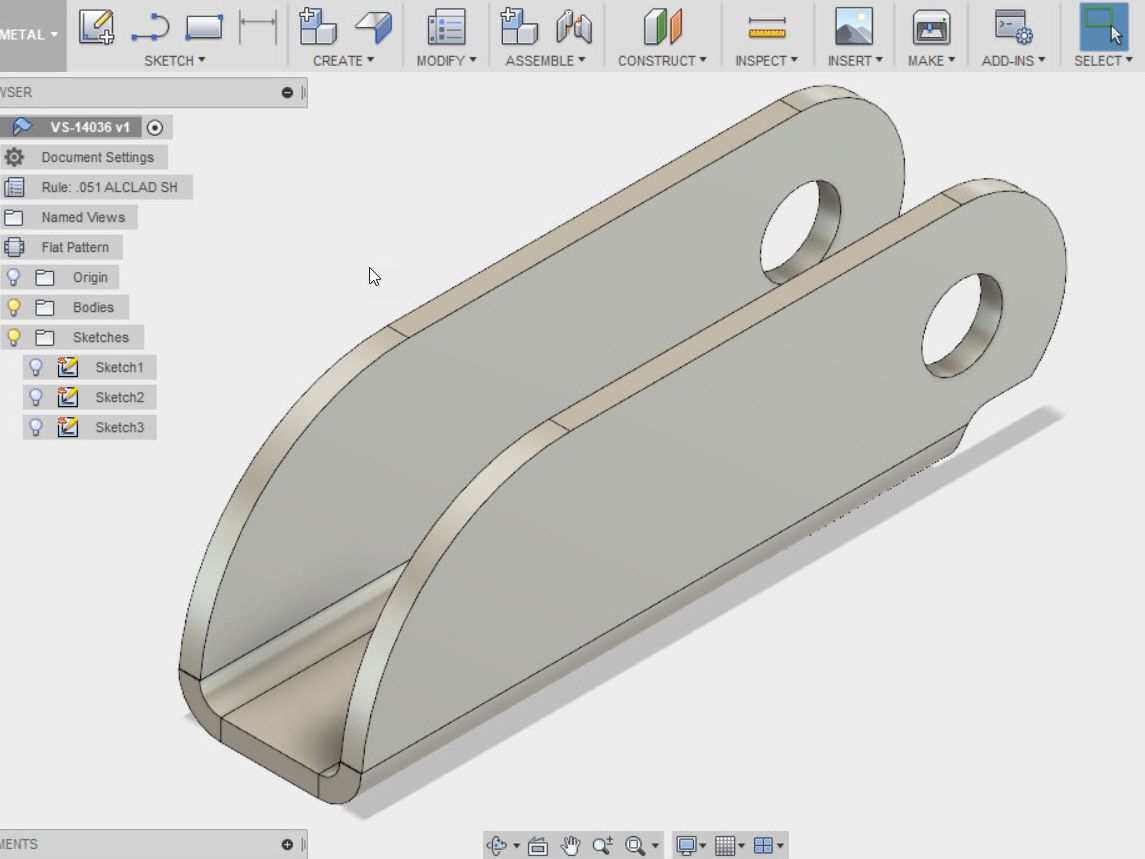 METAL
SKETCH CREATE MODIFY ASSEMBLE CONSTRUCT INSPECT INSERT MAKE ADD-INS SELECT
WSER
VS-14036 v1
Document Settings
Rule: .051 ALCLAD SH
Named Views
Flat Pattern
Origin
Bodies
Sketches
Sketch1
Sketch2
Sketch3
MENTS